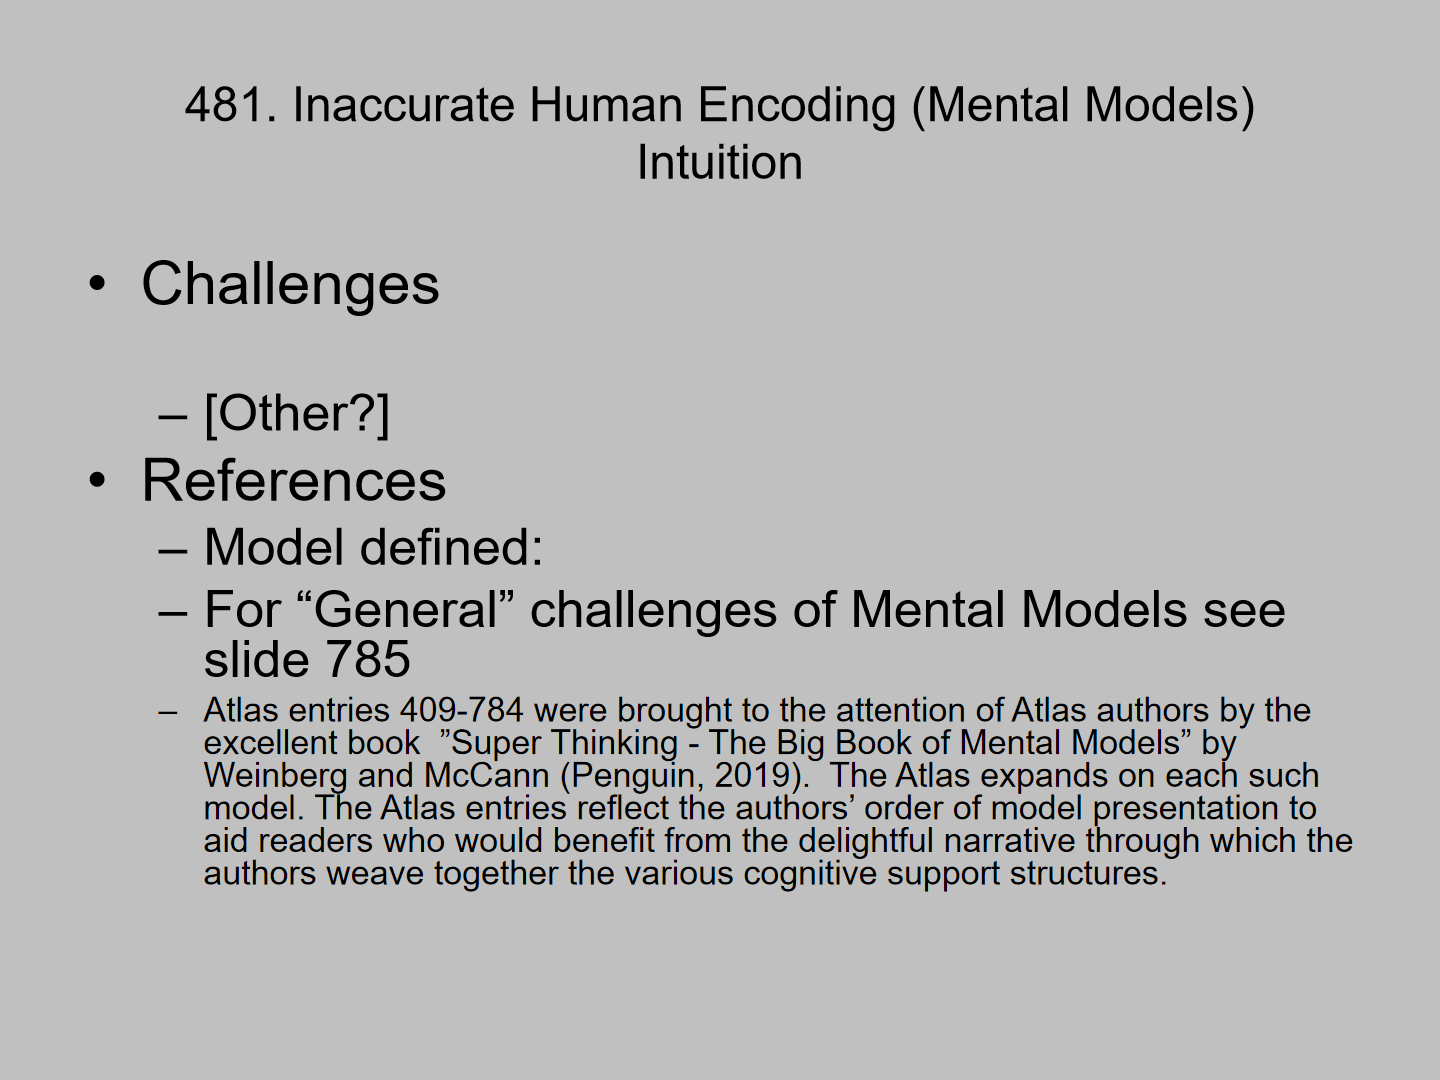 481. Inaccurate Human Encoding (Mental Models)
Intuition
• Challenges
– [Other?]
• References
– Model defined:
– For “General” challenges of Mental Models see
slide 785
– Atlas entries 409-784 were brought to the attention of Atlas authors by the
excellent book  ”Super Thinking - The Big Book of Mental Models” by
Weinberg and McCann (Penguin, 2019).  The Atlas expands on each such
model. The Atlas entries reflect the authors’ order of model presentation to
aid readers who would benefit from the delightful narrative through which the
authors weave together the various cognitive support structures.